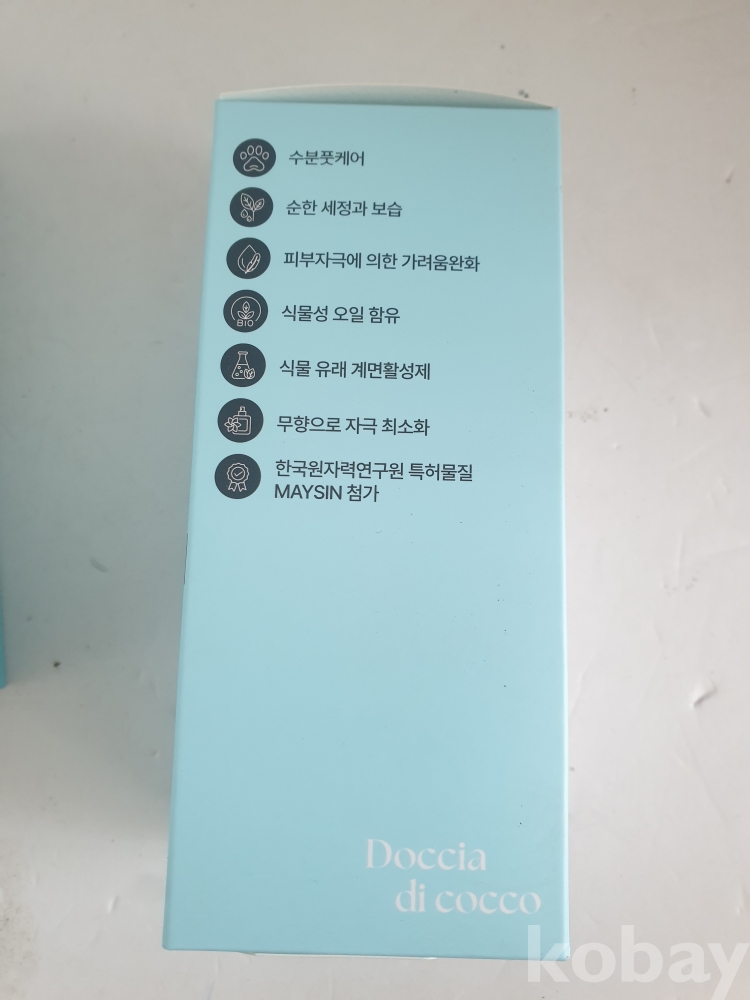 수분풋케어
순한 세정과 보습
피부자극에 의한 가려움완화
BIO
식물성 오일 함유
식물 유래 계면활성제
무향으로 자극 최소화
한국원자력연구원 특허물질
MAYSIN 첨가
Doccia
di cocco
kobay